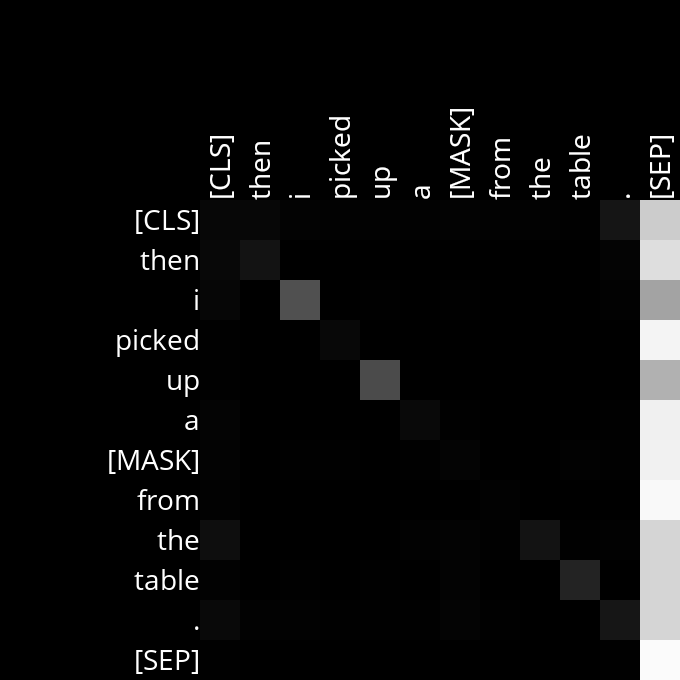 [CLS] then i picked up a [MASK] from the table . [SEP]
[CLS]
then
i
picked
up
a
[MASK]
from
the
table
.
[SEP]